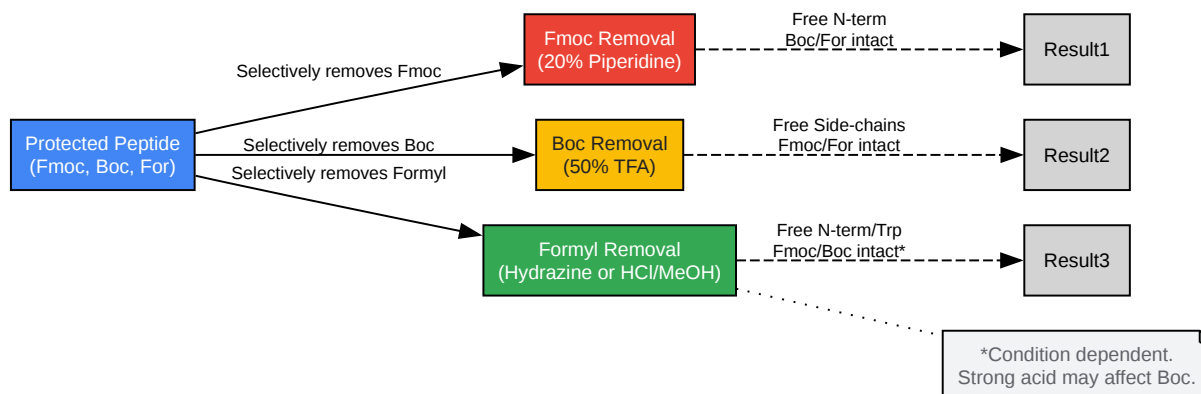 Protected Peptide
(Fmoc, Boc, For)
Selectively removes Fmoc
Fmoc Removal
(20% Piperidine)
Free N-term
Boc/For intact
Result1
Selectively removes Boc
Boc Removal
(50% TFA)
Free Side-chains
Fmoc/For intact
Result2
Selectively removes Formyl
Formyl Removal
(Hydrazine or HCl/MeOH)
Free N-term/Trp
Fmoc/Boc intact*
Result3
*Condition dependent.
Strong acid may affect Boc.